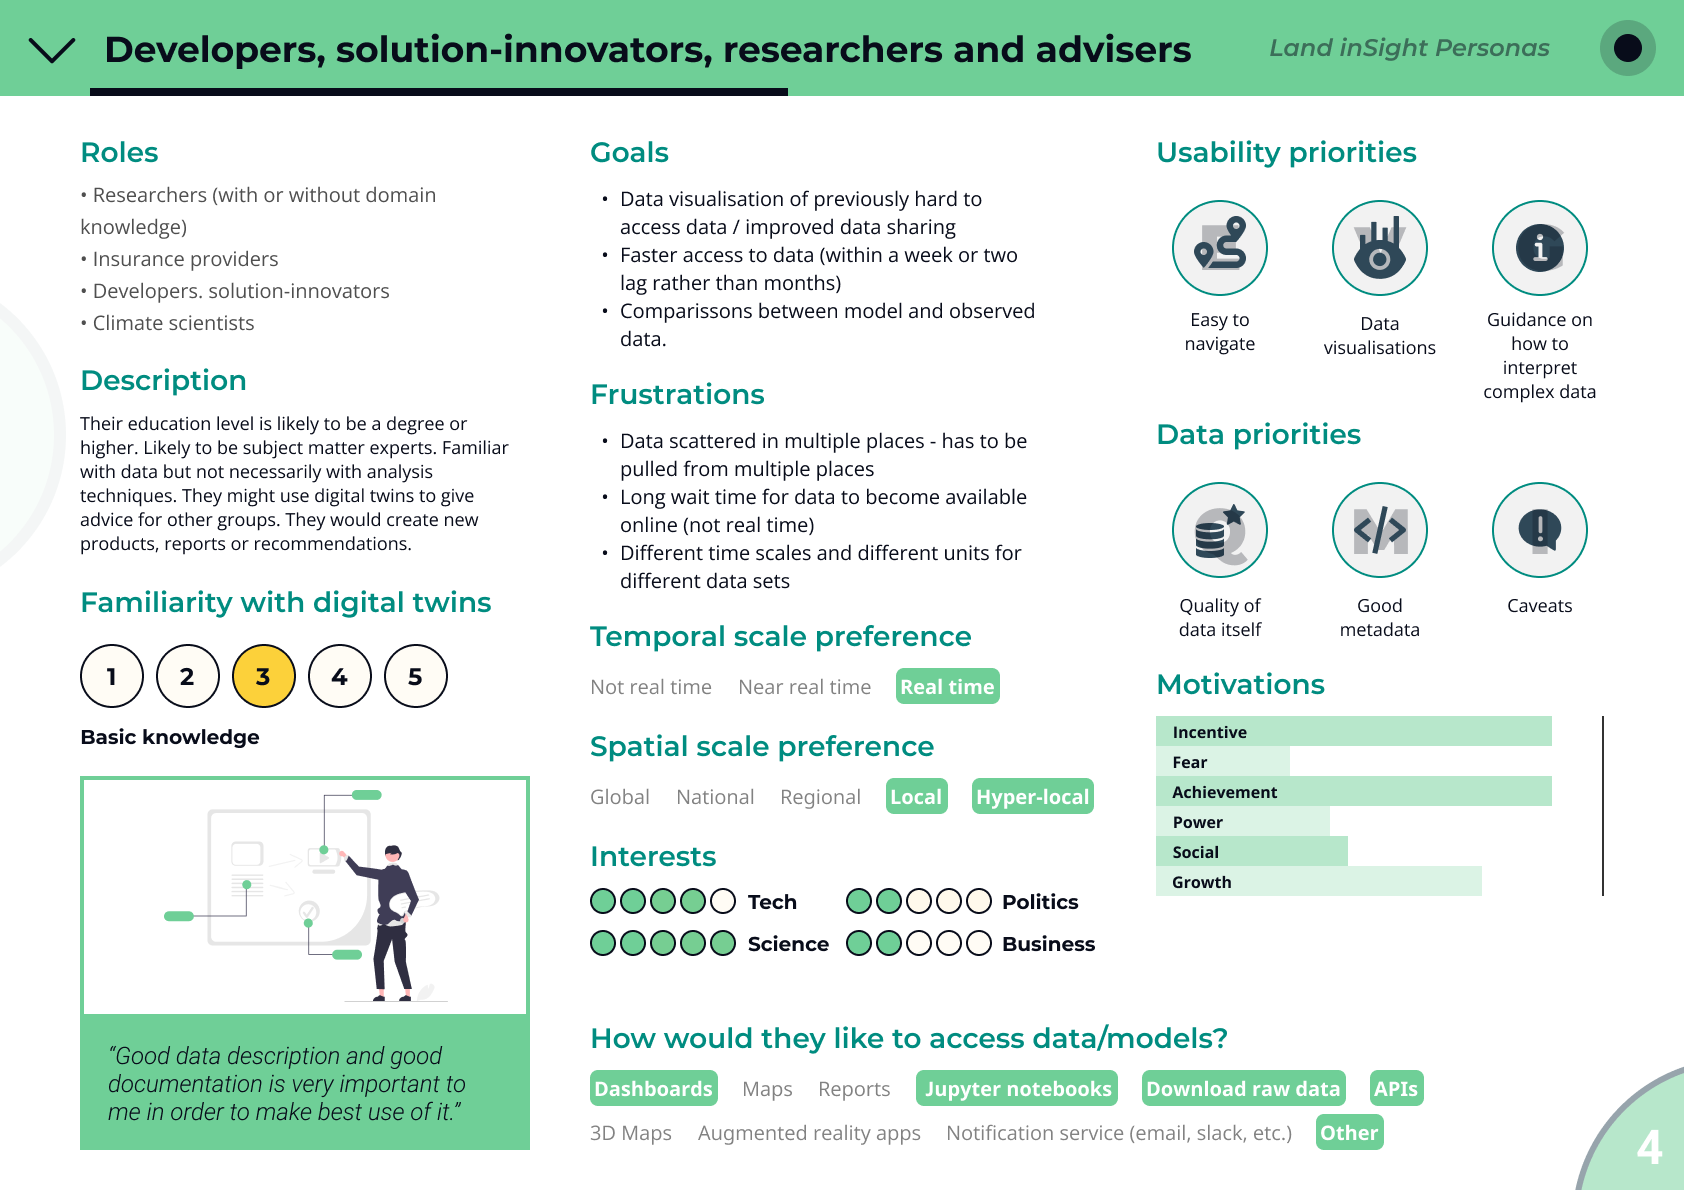 Developers, solution-innovators, researchers and advisers
Land inSight Personas
Roles
• Researchers (with or without domain
knowledge)
• Insurance providers
• Developers. solution-innovators
• Climate scientists
Description
Their education level is likely to be a degree or
higher. Likely to be subject matter experts. Familiar
with data but not necessarily with analysis
techniques. They might use digital twins to give
advice for other groups. They would create new
products, reports or recommendations.
Familiarity with digital twins
1 2 3 4 5
Basic knowledge
“Good data description and good
documentation is very important to
me in order to make best use of it.”
Goals
• Data visualisation of previously hard to
access data / improved data sharing
• Faster access to data (within a week or two
lag rather than months)
• Comparissons between model and observed
data.
Frustrations
• Data scattered in multiple places - has to be
pulled from multiple places
• Long wait time for data to become available
online (not real time)
• Different time scales and different units for
different data sets
Temporal scale preference
Not real time Near real time Real time
Spatial scale preference
Global National Regional Local Hyper-local
Interests
Tech Politics
Science Business
How would they like to access data/models?
Dashboards Maps Reports Jupyter notebooks Download raw data APIs
3D Maps Augmented reality apps Notification service (email, slack, etc.) Other
Usability priorities
Easy to
navigate
Data
visualisations
Guidance on
how to
interpret
complex data
Data priorities
Quality of
data itself
Good
metadata
Caveats
Motivations
Incentive
Fear
Achievement
Power
Social
Growth
4